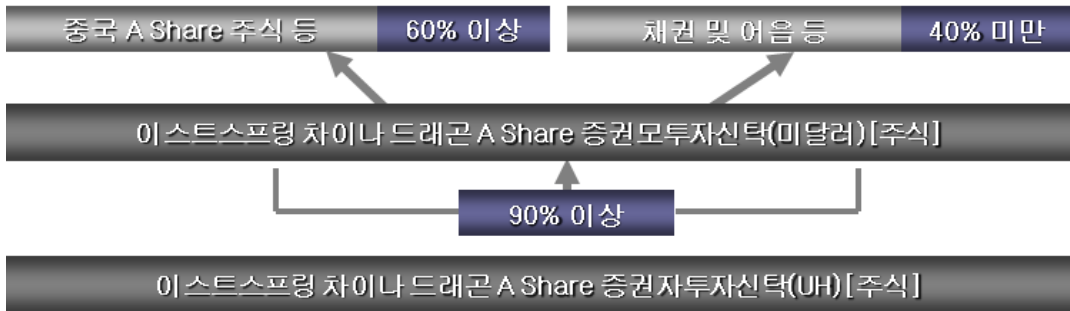 중국 A Share 주식 등 60% 이상 채권 및 어음 등 40% 미만
이스트스프링 차이나 드래곤 A Share 증권모투자신탁(미달러)[주식]
90% 이상
이스트스프링 차이나 드래곤 A Share 증권자투자신탁(UH)[주식]